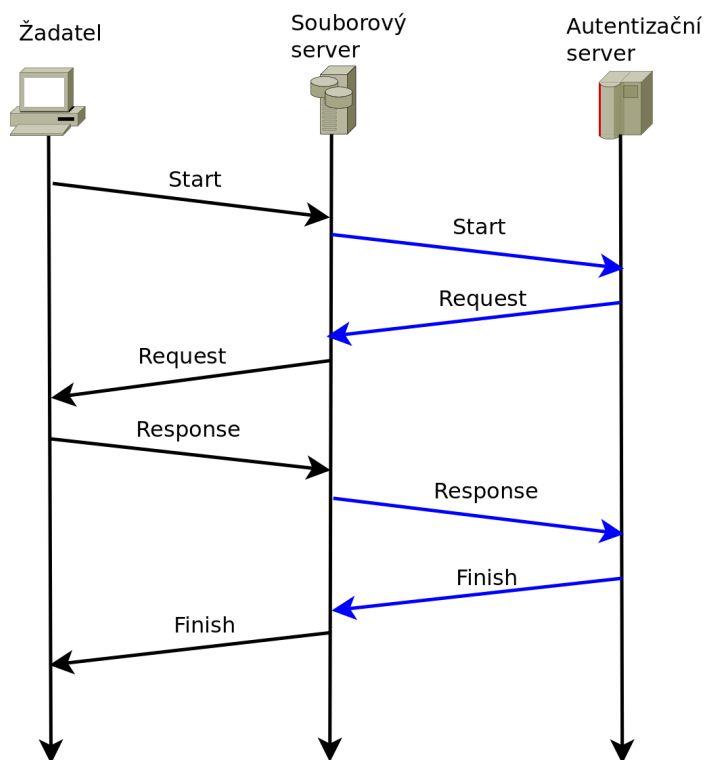 Žadatel
Souborový
server
Autentizační
server
Start
Start
Request
Request
Response
Response
Finish
Finish